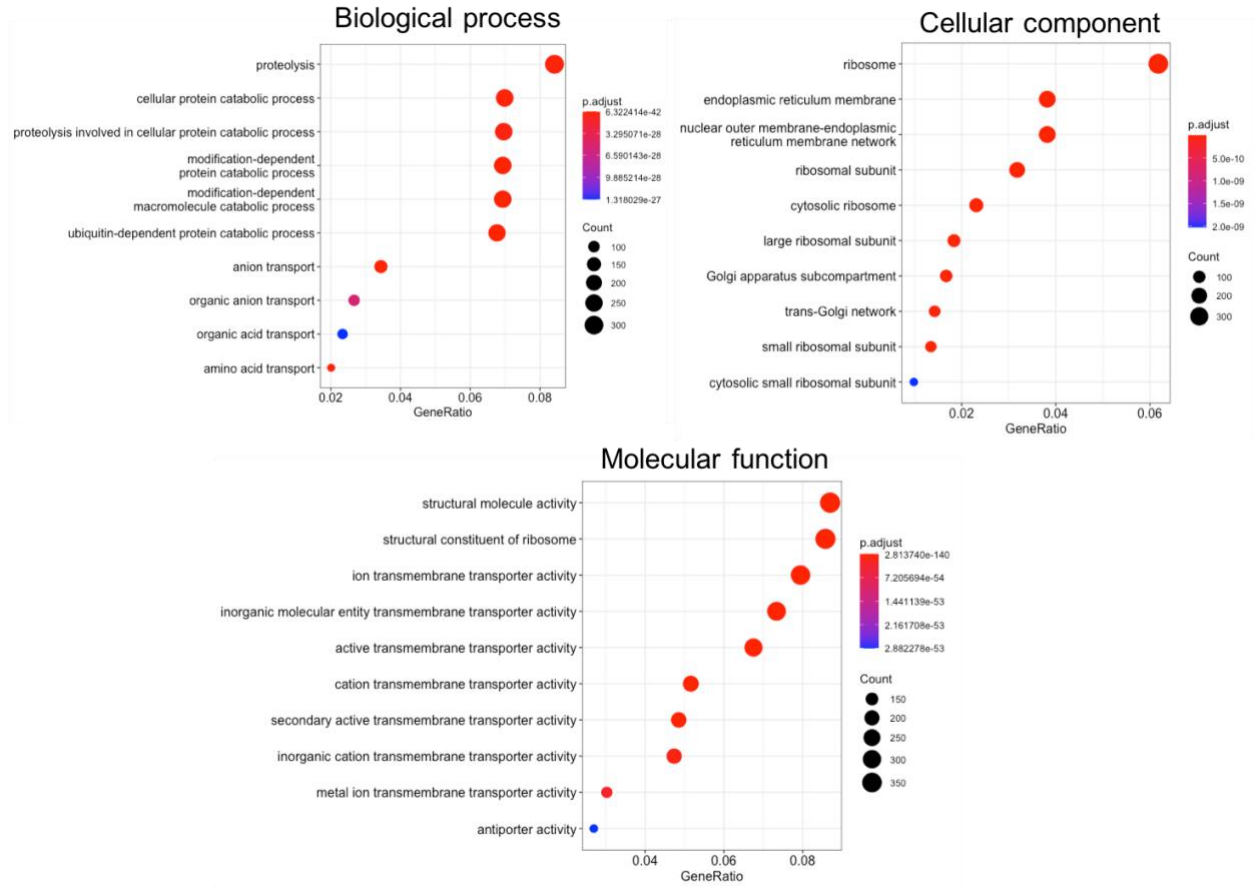 Biological process
proteolysis
cellular protein catabolic process
proteolysis involved in cellular protein catabolic process
modification-dependent
protein catabolic process
modification-dependent
macromolecule catabolic process
ubiquitin-dependent protein catabolic process
anion transport
organic anion transport
organic acid transport
amino acid transport
0.02 0.04 0.06 0.08
GeneRatio
p.adjust
6.322414e-42
3.295071e-28
6.590143e-28
9.885214e-28
1.318029e-27
Count
100
150
200
250
300
Cellular component
ribosome
endoplasmic reticulum membrane
nuclear outer membrane-endoplasmic
reticulum membrane network
ribosomal subunit
cytosolic ribosome
large ribosomal subunit
Golgi apparatus subcompartment
trans-Golgi network
small ribosomal subunit
cytosolic small ribosomal subunit
0.02 0.04 0.06
GeneRatio
p.adjust
5.0e-10
1.0e-09
1.5e-09
2.0e-09
Count
100
200
300
Molecular function
structural molecule activity
structural constituent of ribosome
ion transmembrane transporter activity
inorganic molecular entity transmembrane transporter activity
active transmembrane transporter activity
cation transmembrane transporter activity
secondary active transmembrane transporter activity
inorganic cation transmembrane transporter activity
metal ion transmembrane transporter activity
antiporter activity
0.04 0.06 0.08
GeneRatio
p.adjust
2.813740e-140
7.205694e-54
1.441139e-53
2.161708e-53
2.882278e-53
Count
150
200
250
300
350